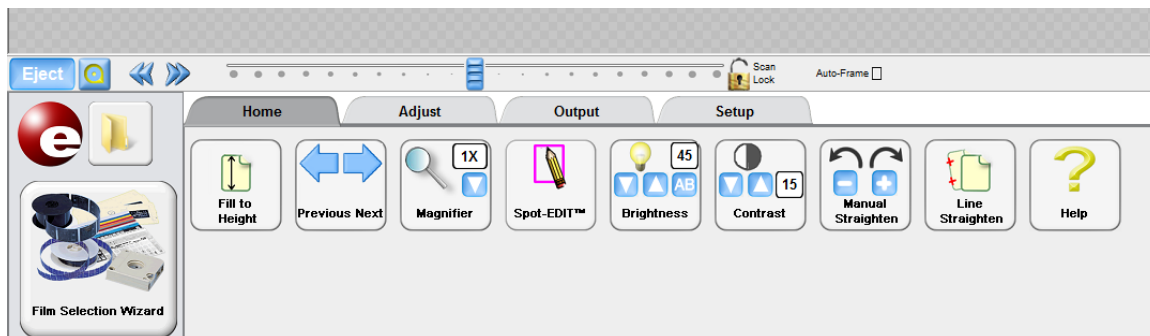 Eject
Scan
Lock
Auto-Frame
e
Home Adjust Output Setup
1X
45
AB
15
Fill to
Height
Previous Next
Magnifier
Spot-EDIT™
Brightness
Contrast
Manual
Straighten
Line
Straighten
Help
Film Selection Wizard